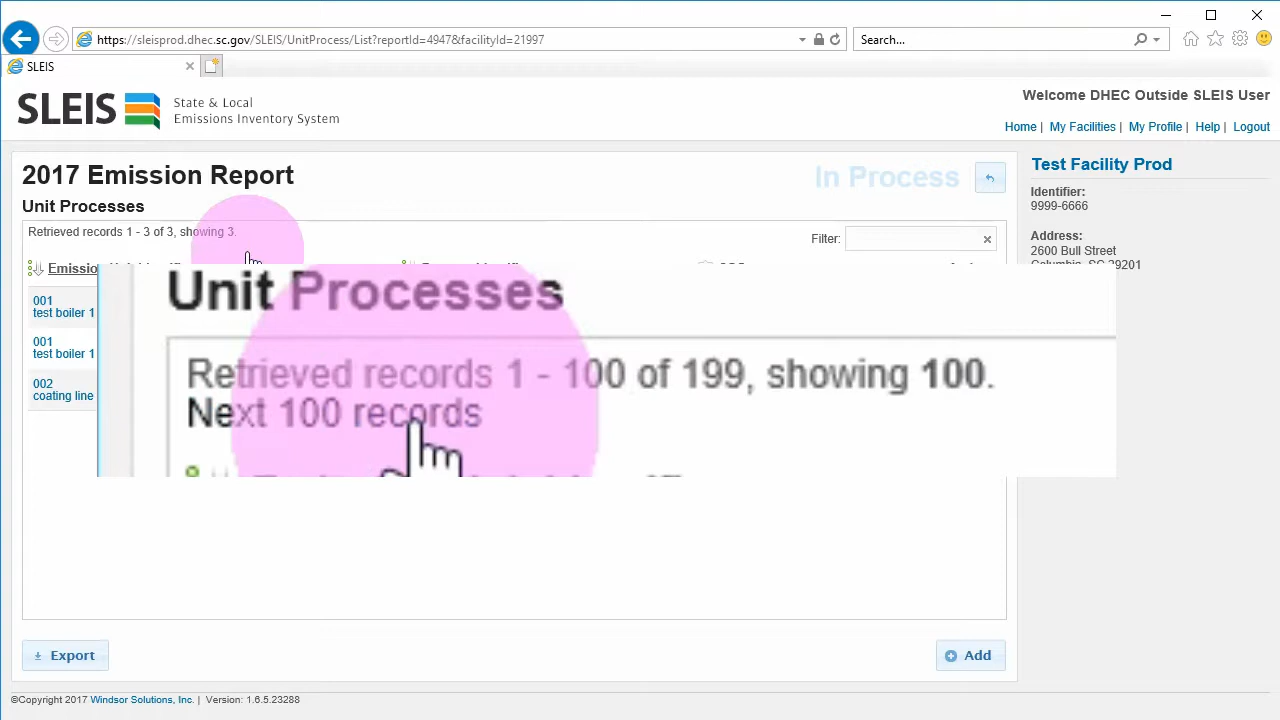 https://sleisprod.dhec.sc.gov/SLEIS/UnitProcess/List?reportId=4947&facilityId=21997
Search...
SLEIS
SLEIS
State & Local
Emissions Inventory System
Welcome DHEC Outside SLEIS User
Home | My Facilities | My Profile | Help | Logout
2017 Emission Report
In Process
Unit Processes
Retrieved records 1 - 3 of 3, showing 3.
Filter:
Emissio
001
test boiler 1
001
test boiler 1
002
coating line
Unit Processes
Retrieved records 1 - 100 of 199, showing 100.
Next 100 records
Export
Add
Test Facility Prod
Identifier:
9999-6666
Address:
2600 Bull Street
Columbia, SC 29201
©Copyright 2017 Windsor Solutions, Inc. | Version: 1.6.5.23288